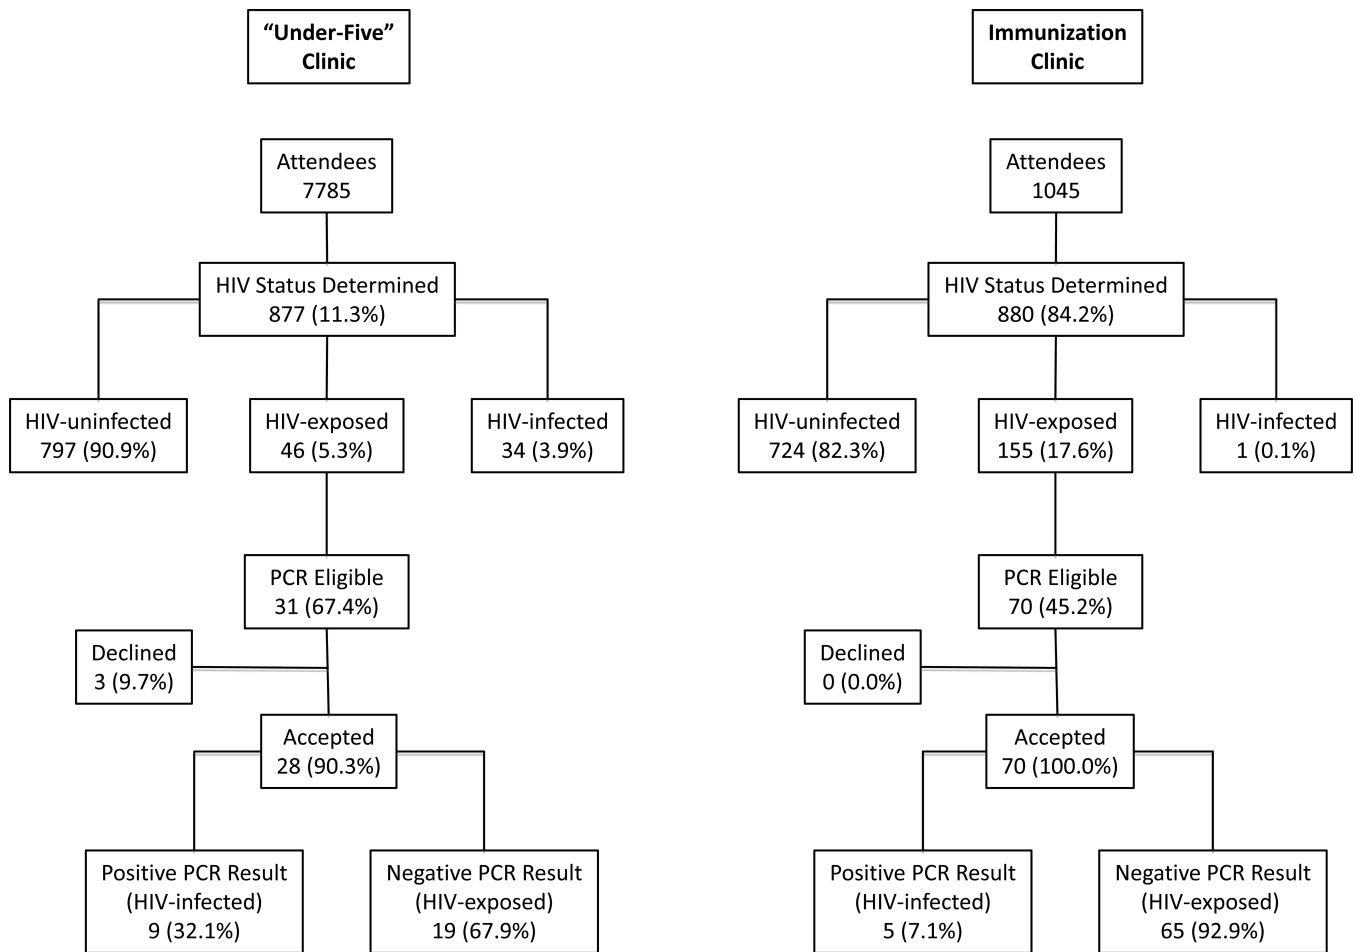 “Under-Five”
Clinic
Attendees
7785
HIV Status Determined
877 (11.3%)
HIV-uninfected
797 (90.9%)
HIV-exposed
46 (5.3%)
HIV-infected
34 (3.9%)
PCR Eligible
31 (67.4%)
Declined
3 (9.7%)
Accepted
28 (90.3%)
Positive PCR Result
(HIV-infected)
9 (32.1%)
Negative PCR Result
(HIV-exposed)
19 (67.9%)
Immunization
Clinic
Attendees
1045
HIV Status Determined
880 (84.2%)
HIV-uninfected
724 (82.3%)
HIV-exposed
155 (17.6%)
HIV-infected
1 (0.1%)
PCR Eligible
70 (45.2%)
Declined
0 (0.0%)
Accepted
70 (100.0%)
Positive PCR Result
(HIV-infected)
5 (7.1%)
Negative PCR Result
(HIV-exposed)
65 (92.9%)